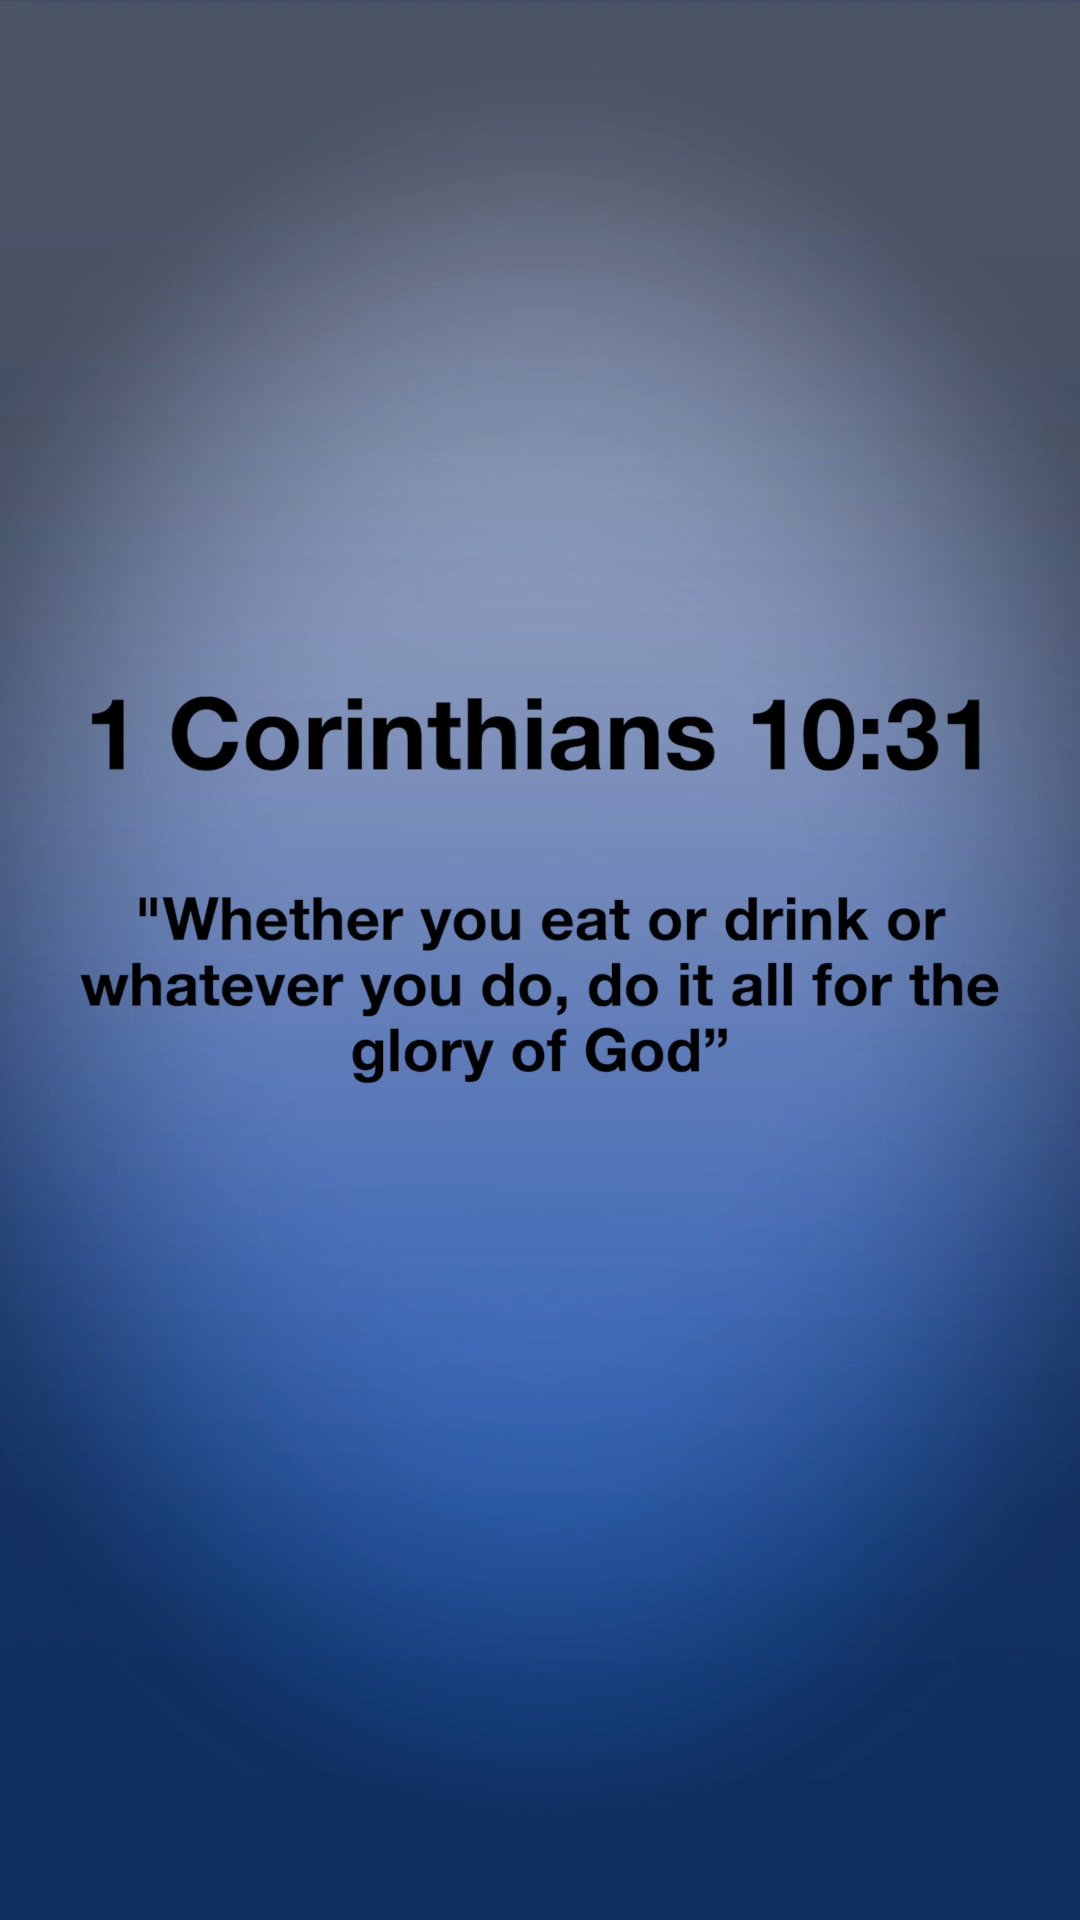 1 Corinthians 10:31
"Whether you eat or drink or
whatever you do, do it all for the
glory of God”